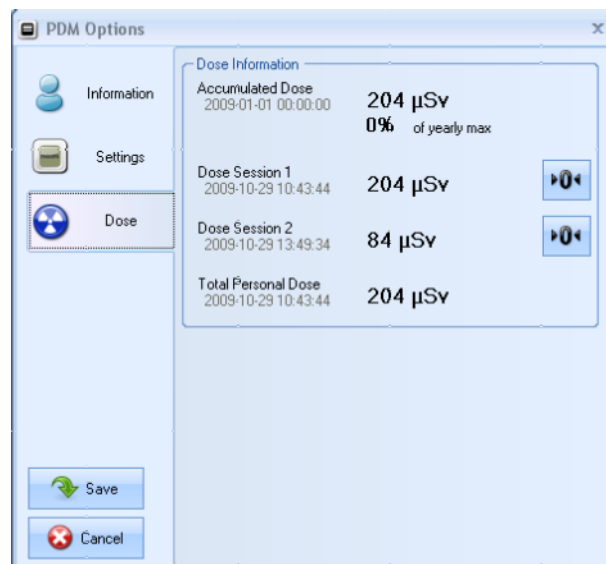 PDM Options
x
Information
Settings
Dose
Save
Cancel
Dose Information
Accumulated Dose
2009-01-01 00:00:00
204 µSv
0% of yearly max
Dose Session 1
2009-10-29 10:43:44
204 µSv
0
Dose Session 2
2009-10-29 13:49:34
84 µSv
0
Total Personal Dose
2009-10-29 10:43:44
204 µSv